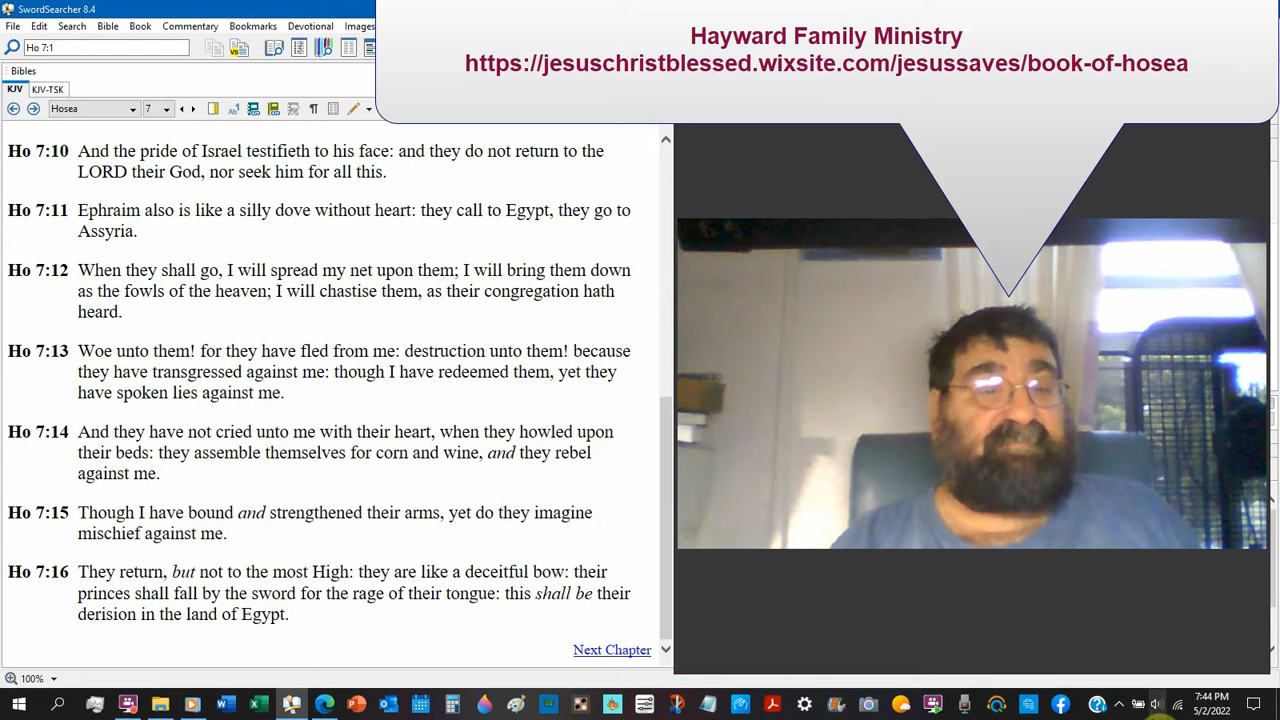 SwordSearcher 8.4
File Edit Search Bible Book Commentary Bookmarks Devotional Images
Ho 7:1
Bibles
KJV KJV-TSK
Hosea 7
Hayward Family Ministry
https://jesuschristblessed.wixsite.com/jesussaves/book-of-hosea
Ho 7:10 And the pride of Israel testifieth to his face: and they do not return to the
LORD their God, nor seek him for all this.
Ho 7:11 Ephraim also is like a silly dove without heart: they call to Egypt, they go to
Assyria.
Ho 7:12 When they shall go, I will spread my net upon them; I will bring them down
as the fowls of the heaven; I will chastise them, as their congregation hath
heard.
Ho 7:13 Woe unto them! for they have fled from me: destruction unto them! because
they have transgressed against me: though I have redeemed them, yet they
have spoken lies against me.
Ho 7:14 And they have not cried unto me with their heart, when they howled upon
their beds: they assemble themselves for corn and wine, and they rebel
against me.
Ho 7:15 Though I have bound and strengthened their arms, yet do they imagine
mischief against me.
Ho 7:16 They return, but not to the most High: they are like a deceitful bow: their
princes shall fall by the sword for the rage of their tongue: this shall be their
derision in the land of Egypt.
Next Chapter
100%
7:44 PM
5/2/2022